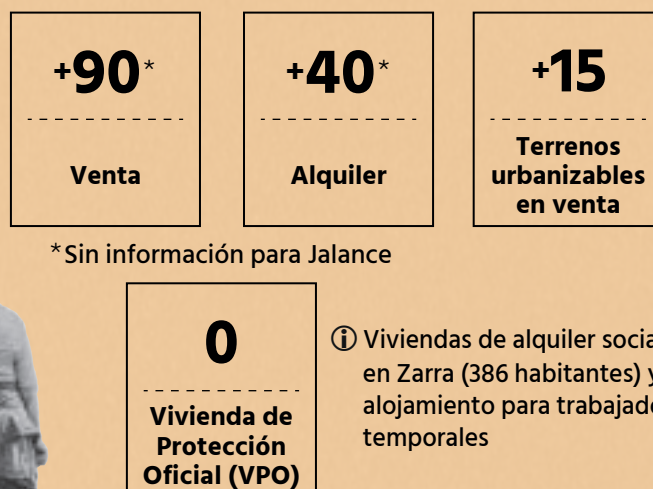 +90*
Venta
+40*
Alquiler
+15
Terrenos
urbanizables
en venta
*Sin información para Jalance
0
Vivienda de
Protección
Oficial (VPO)
Viviendas de alquiler
en Zarra (386 habitantes)
alojamiento para
temporales